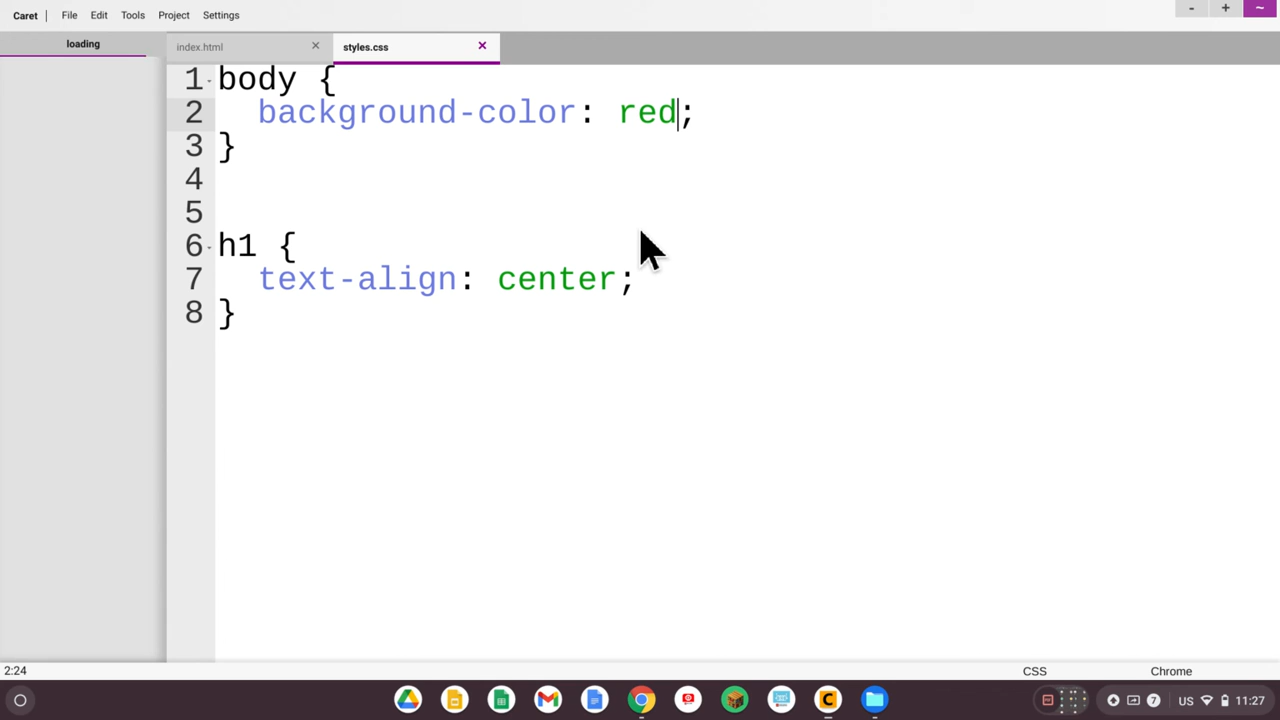 Caret File Edit Tools Project Settings - + ~
loading index.html × styles.css ×
1 body {
2 background-color: red;
3 }
4
5
6 h1 {
7 text-align: center;
8 }
2:24 CSS Chrome
7 US 11:27